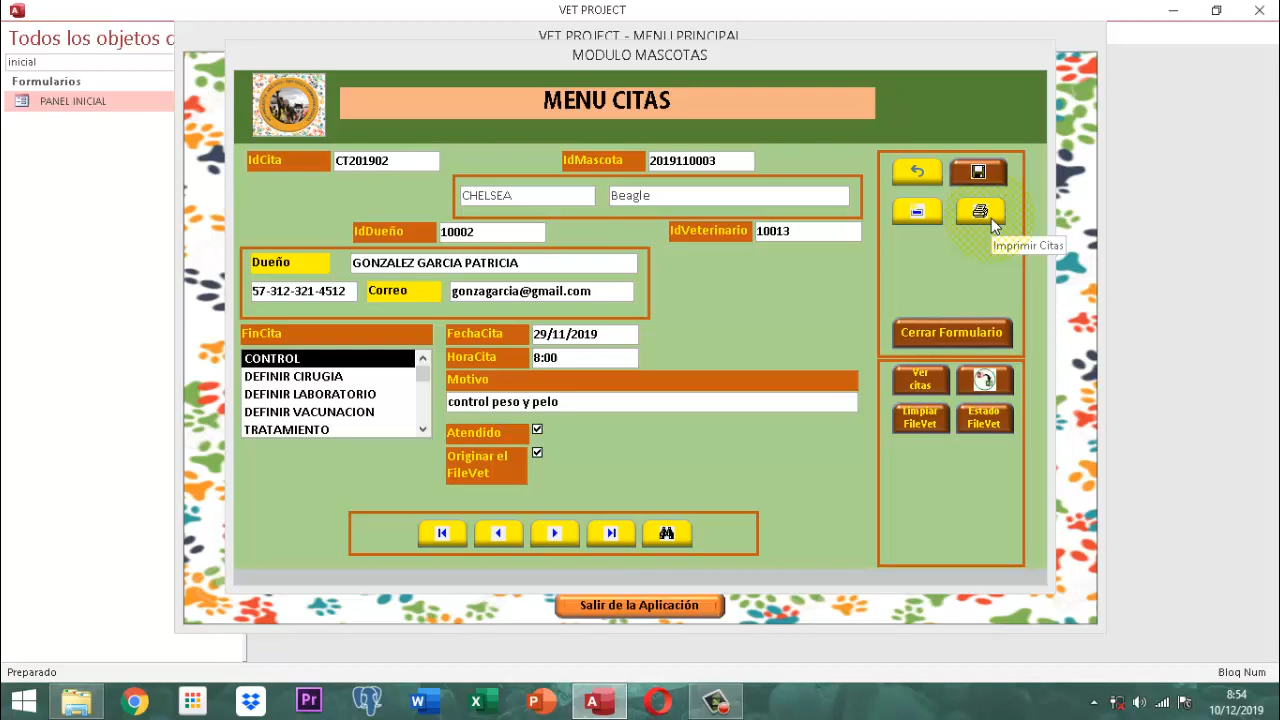 VET PROJECT
Todos los objetos d
VET PROJECT - MENU PRINCIPAL
MODULO MASCOTAS
inicial
Formularios
PANEL INICIAL
MENU CITAS
IdCita CT201902 IdMascota 2019110003
CHELSEA Beagle
IdDueño 10002 IdVeterinario 10013
Imprimir Citas
Dueño GONZALEZ GARCIA PATRICIA
57-312-321-4512 Correo gonzagarcia@gmail.com
FinCita FechaCita 29/11/2019
Cerrar Formulario
CONTROL HoraCita 8:00
DEFINIR CIRUGIA Motivo
DEFINIR LABORATORIO control peso y pelo
DEFINIR VACUNACION
TRATAMIENTO Atendido
Originar el
FileVet
Ver
citas
Limpiar
FileVet
Estado
FileVet
Salir de la Aplicación
Preparado Bloq Num
Pr
8:54
10/12/2019